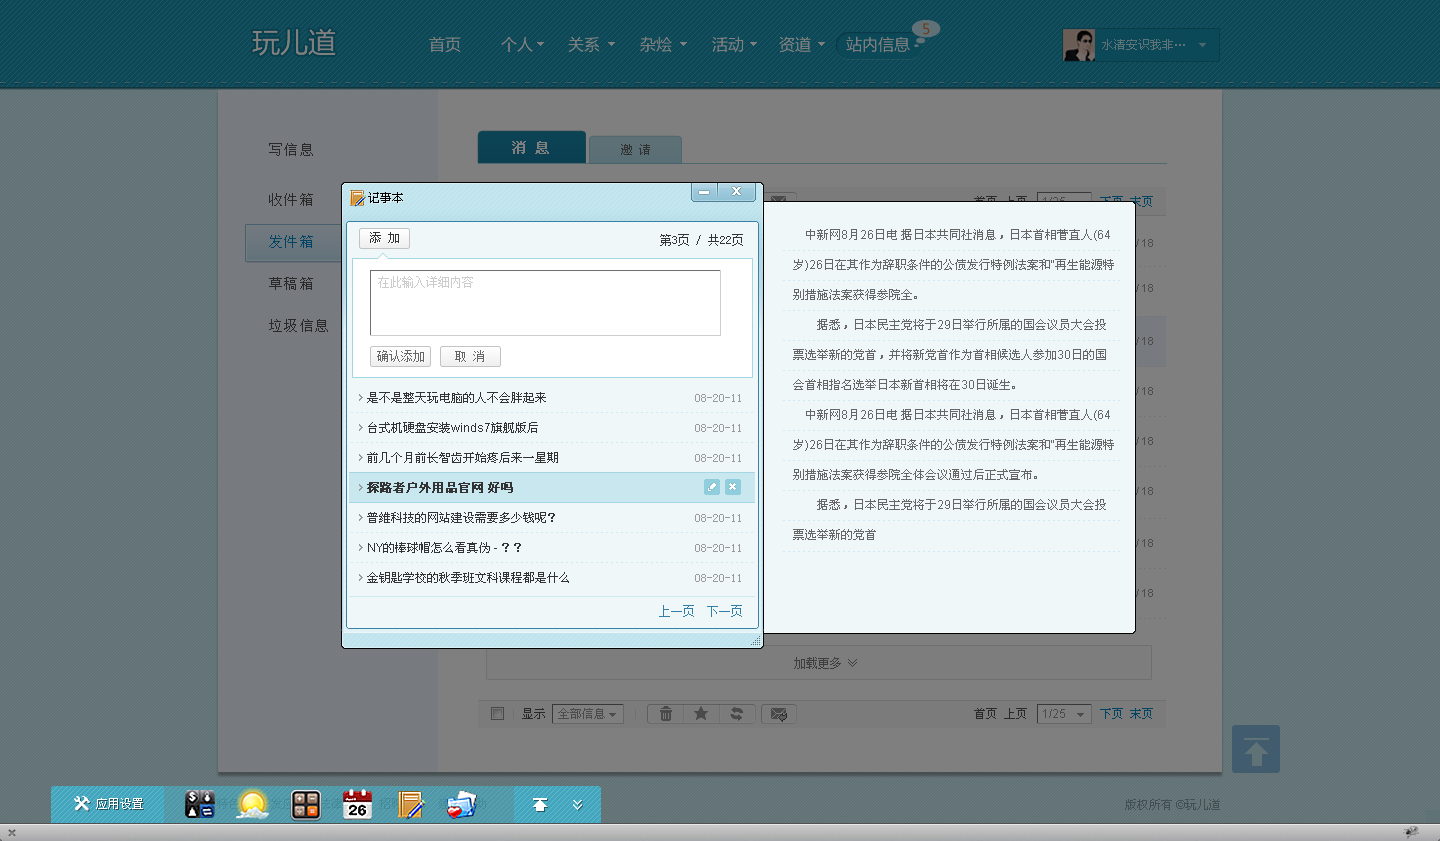 玩儿道
首页 个人 关系 杂烩 活动 资道 站内信息 5
水清安识我非···
写信息
收件箱
发件箱
草稿箱
垃圾信息
消 息 邀 请
首页 上页 1/25 下页 末页
记事本
添 加 第3页 / 共22页
在此输入详细内容
确认添加 取 消
是不是整天玩电脑的人不会胖起来 08-20-11
台式机硬盘安装winds7旗舰版后 08-20-11
前几个月前长智齿开始疼后来一星期 08-20-11
探路者户外用品官网 好吗
普维科技的网站建设需要多少钱呢? 08-20-11
NY的棒球帽怎么看真伪 - ？？ 08-20-11
金钥匙学校的秋季班文科课程都是什么 08-20-11
上一页 下一页
中新网8月26日电 据日本共同社消息，日本首相菅直人(64
岁)26日在其作为辞职条件的公债发行特例法案和"再生能源特
别措施法案获得参院全。
据悉，日本民主党将于29日举行所属的国会议员大会投
票选举新的党首，并将新党首作为首相候选人参加30日的国
会首相指名选举日本新首相将在30日诞生。
中新网8月26日电 据日本共同社消息，日本首相菅直人(64
岁)26日在其作为辞职条件的公债发行特例法案和"再生能源特
别措施法案获得参院全体会议通过后正式宣布。
据悉，日本民主党将于29日举行所属的国会议员大会投
票选举新的党首
/ 18
/ 18
/ 18
/ 18
/ 18
/ 18
/ 18
/ 18
加载更多
显示 全部信息 首页 上页 1/25 下页 末页
应用设置 26
版权所有 ©玩儿道